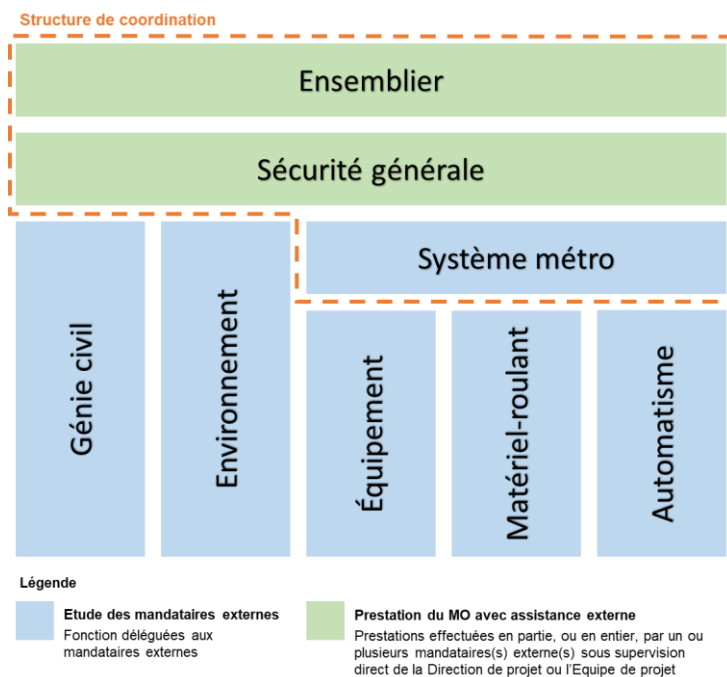 Structure de coordination
Ensemblier
Sécurité générale
Système métro
Génie civil
Environnement
Équipement
Matériel-roulant
Automatisme
Légende
Etude des mandataires externes
Fonction déléguées aux
mandataires externes
Prestation du MO avec assistance externe
Prestations effectuées en partie, ou en entier, par un ou
plusieurs mandataires(s) externe(s) sous supervision
direct de la Direction de projet ou l'Equipe de projet